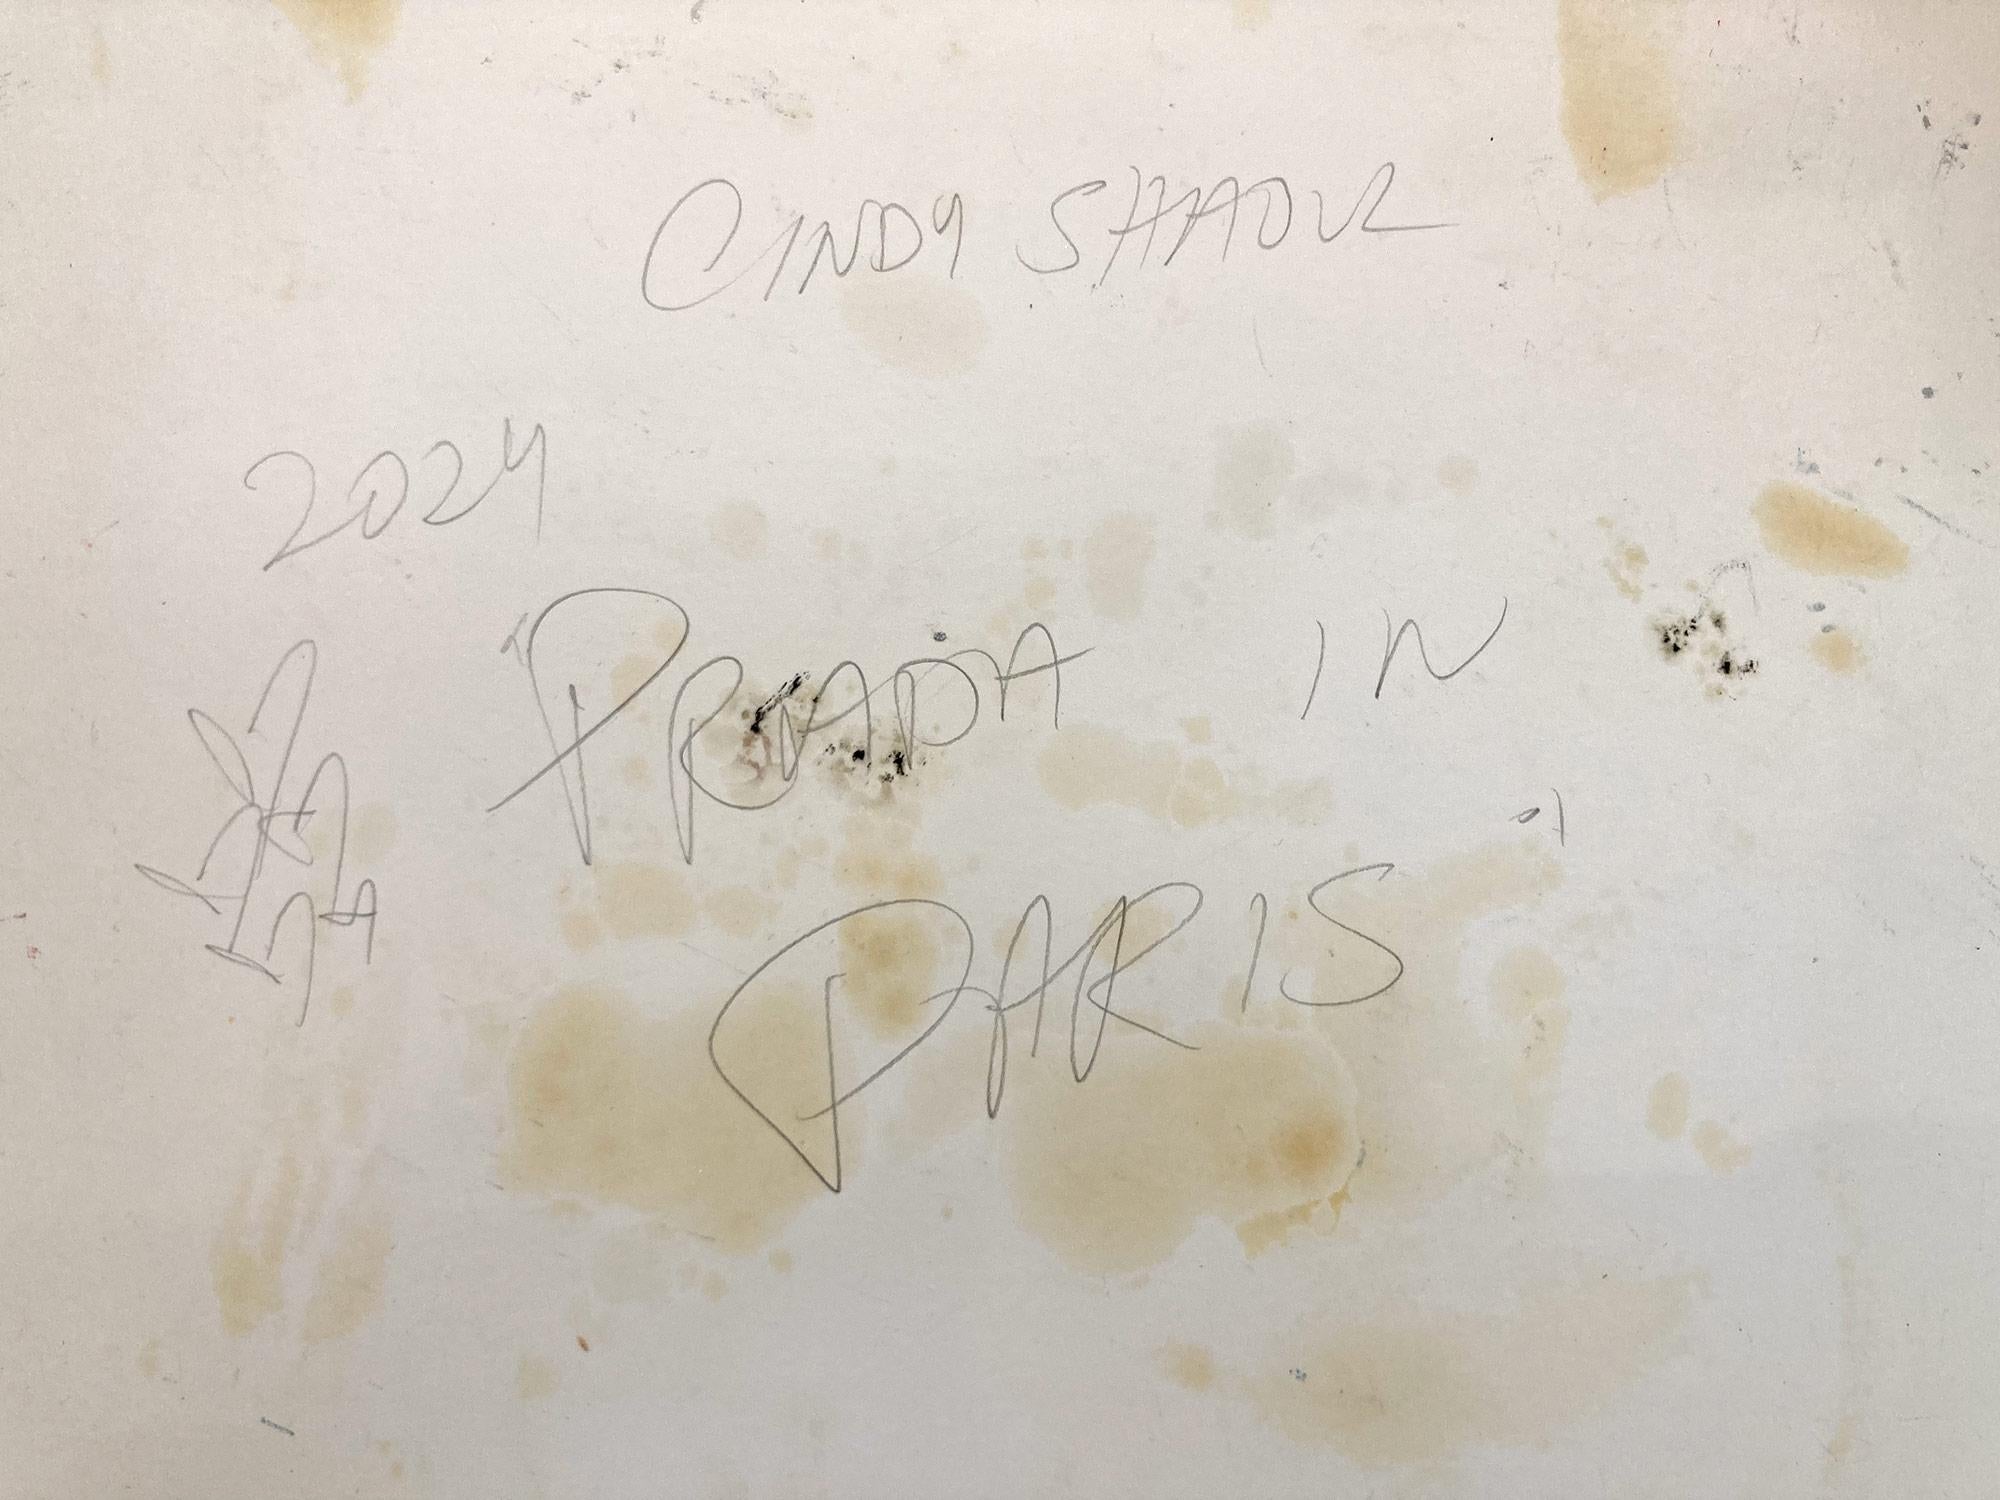 CINDY SHAOUL
2024
"PRADA IN
PARIS"